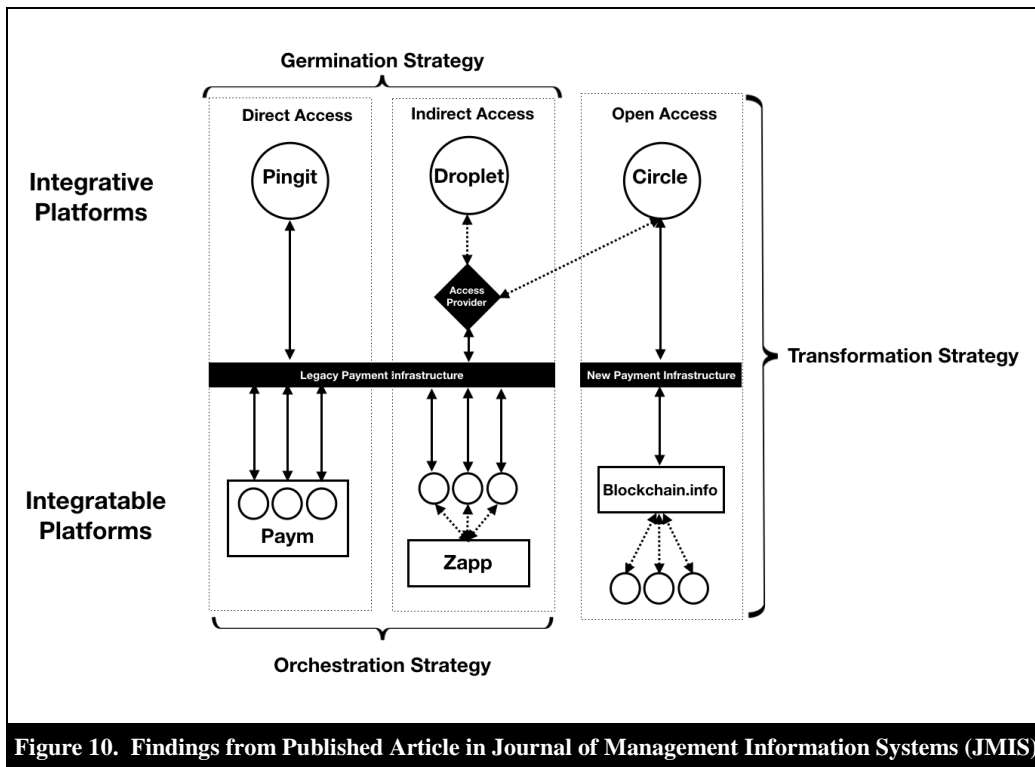 Germination Strategy
Direct Access
Indirect Access
Open Access
Integrative
Platforms
Pingit
Droplet
Circle
Access
Provider
Legacy Payment Infrastructure
New Payment Infrastructure
Transformation Strategy
Integratable
Platforms
Paym
Zapp
Blockchain.info
Orchestration Strategy
Figure 10. Findings from Published Article in Journal of Management Information Systems (JMIS)